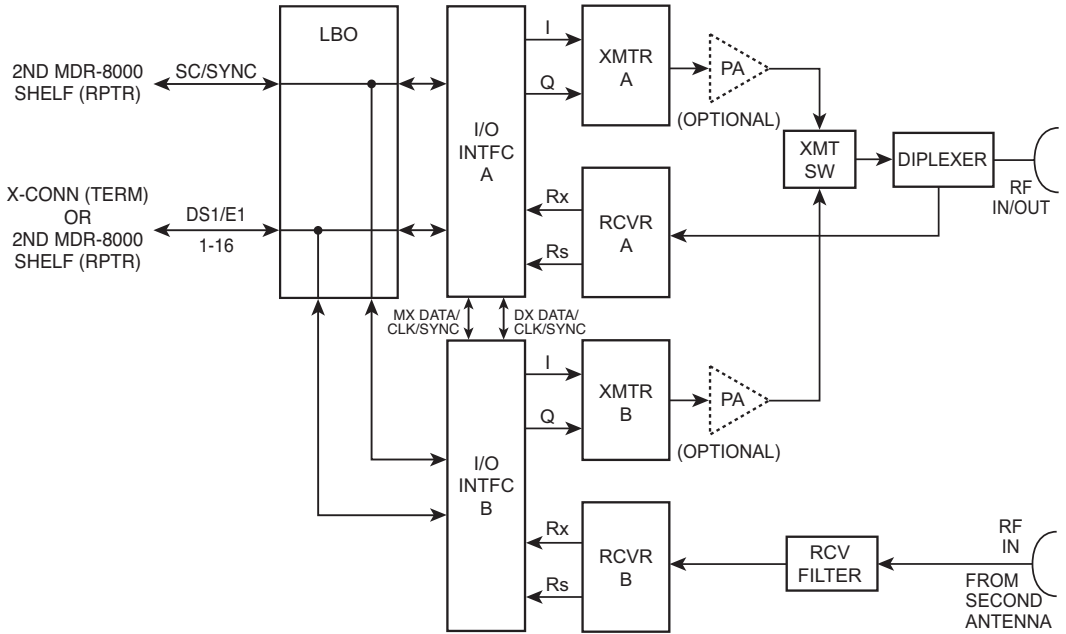 LBO
2ND MDR-8000
SHELF (RPTR)
SC/SYNC
X-CONN (TERM)
OR
2ND MDR-8000
SHELF (RPTR)
DS1/E1
1-16
I/O
INTFC
A
I
Q
XMTR
A
PA
(OPTIONAL)
XMT
SW
DIPLEXER
RF
IN/OUT
Rx
Rs
RCVR
A
MX DATA/
CLK/SYNC
DX DATA/
CLK/SYNC
I/O
INTFC
B
I
Q
XMTR
B
PA
(OPTIONAL)
Rx
Rs
RCVR
B
RCV
FILTER
RF
IN
FROM
SECOND
ANTENNA